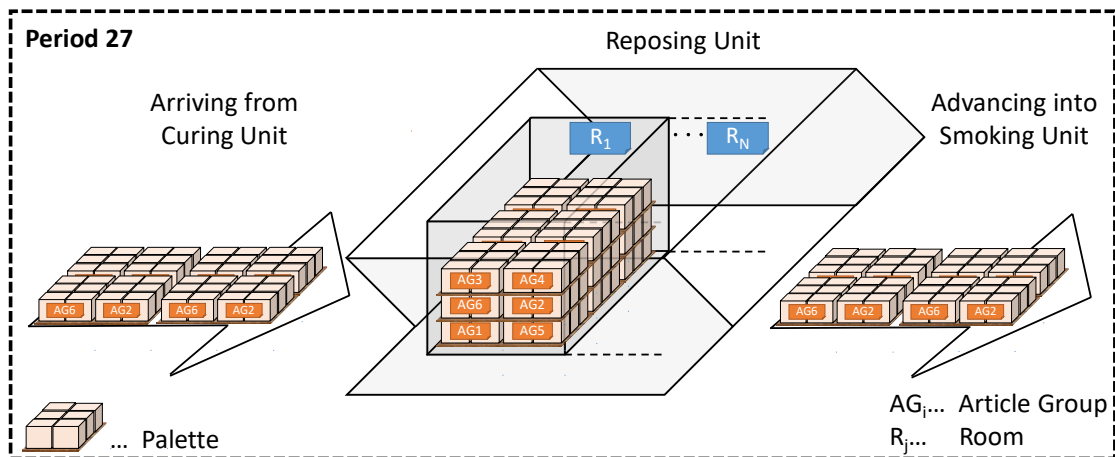 Period 27
Reposing Unit
Arriving from
Curing Unit
Advancing into
Smoking Unit
R1 ... RN
AG3 AG4
AG6 AG2
AG1 AG5
AG6 AG2 AG6 AG2
AG6 AG2 AG6 AG2
... Palette
AGi... Article Group
Rj... Room